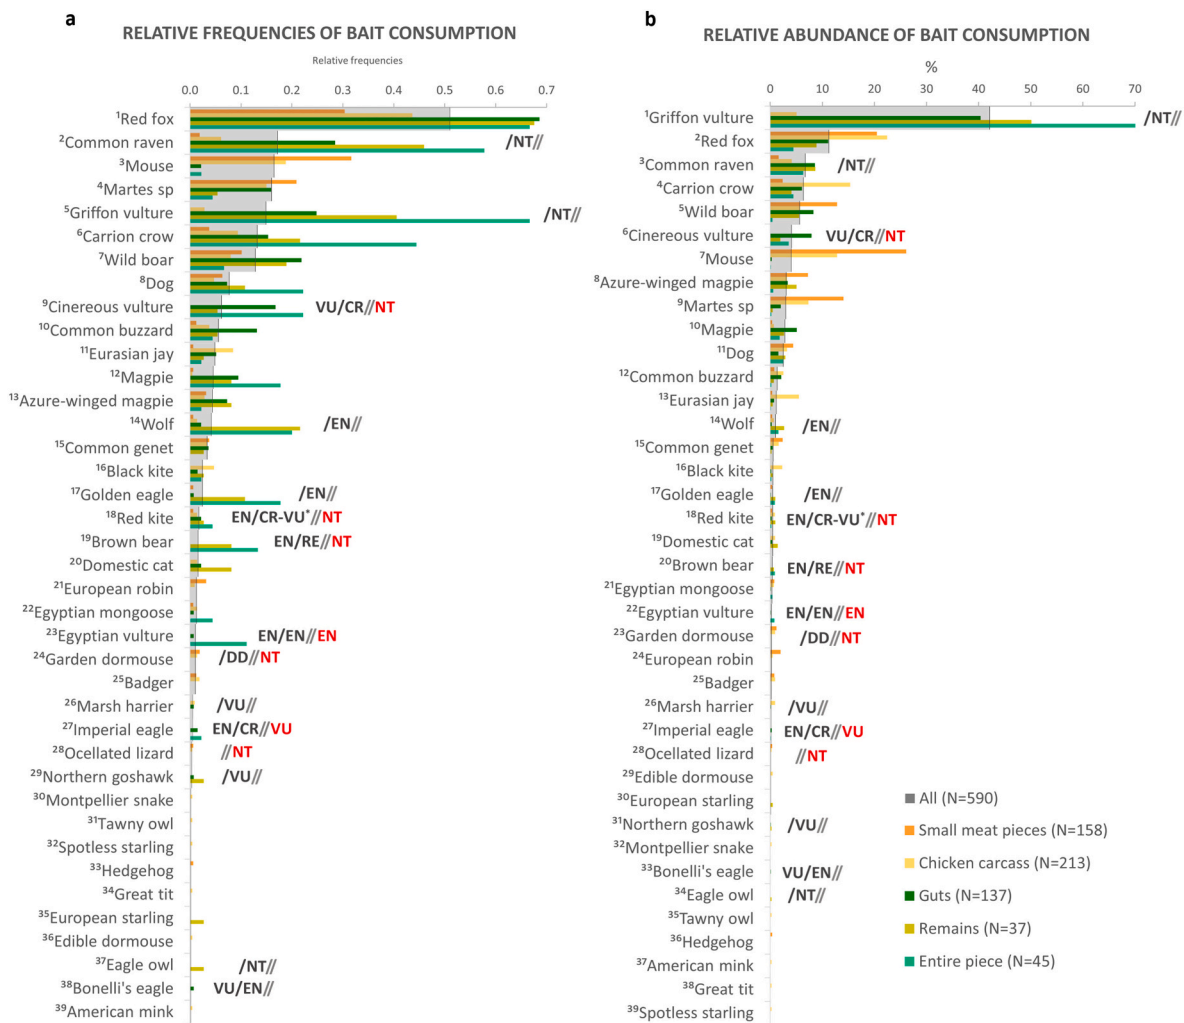 a
RELATIVE FREQUENCIES OF BAIT CONSUMPTION
Relative frequencies
0.0 0.1 0.2 0.3 0.4 0.5 0.6 0.7
¹Red fox
²Common raven /NT//
³Mouse
⁴Martes sp
⁵Griffon vulture /NT//
⁶Carrion crow
⁷Wild boar
⁸Dog
⁹Cinereous vulture VU/CR//NT
¹⁰Common buzzard
¹¹Eurasian jay
¹²Magpie
¹³Azure-winged magpie
¹⁴Wolf /EN//
¹⁵Common genet
¹⁶Black kite
¹⁷Golden eagle /EN//
¹⁸Red kite EN/CR-VU*//NT
¹⁹Brown bear EN/RE//NT
²⁰Domestic cat
²¹European robin
²²Egyptian mongoose
²³Egyptian vulture EN/EN//EN
²⁴Garden dormouse /DD//NT
²⁵Badger
²⁶Marsh harrier /VU//
²⁷Imperial eagle EN/CR//VU
²⁸Ocellated lizard //NT
²⁹Northern goshawk /VU//
³⁰Montpellier snake
³¹Tawny owl
³²Spotless starling
³³Hedgehog
³⁴Great tit
³⁵European starling
³⁶Edible dormouse
³⁷Eagle owl /NT//
³⁸Bonelli's eagle VU/EN//
³⁹American mink
b
RELATIVE ABUNDANCE OF BAIT CONSUMPTION
%
0 10 20 30 40 50 60 70
¹Griffon vulture /NT//
²Red fox
³Common raven /NT//
⁴Carrion crow
⁵Wild boar
⁶Cinereous vulture VU/CR//NT
⁷Mouse
⁸Azure-winged magpie
⁹Martes sp
¹⁰Magpie
¹¹Dog
¹²Common buzzard
¹³Eurasian jay
¹⁴Wolf /EN//
¹⁵Common genet
¹⁶Black kite
¹⁷Golden eagle /EN//
¹⁸Red kite EN/CR-VU*//NT
¹⁹Domestic cat
²⁰Brown bear EN/RE//NT
²¹Egyptian mongoose
²²Egyptian vulture EN/EN//EN
²³Garden dormouse /DD//NT
²⁴European robin
²⁵Badger
²⁶Marsh harrier /VU//
²⁷Imperial eagle EN/CR//VU
²⁸Ocellated lizard //NT
²⁹Edible dormouse
³⁰European starling
³¹Northern goshawk /VU//
³²Montpellier snake
³³Bonelli's eagle VU/EN//
³⁴Eagle owl /NT//
³⁵Tawny owl
³⁶Hedgehog
³⁷American mink
³⁸Great tit
³⁹Spotless starling
All (N=590)
Small meat pieces (N=158)
Chicken carcass (N=213)
Guts (N=137)
Remains (N=37)
Entire piece (N=45)